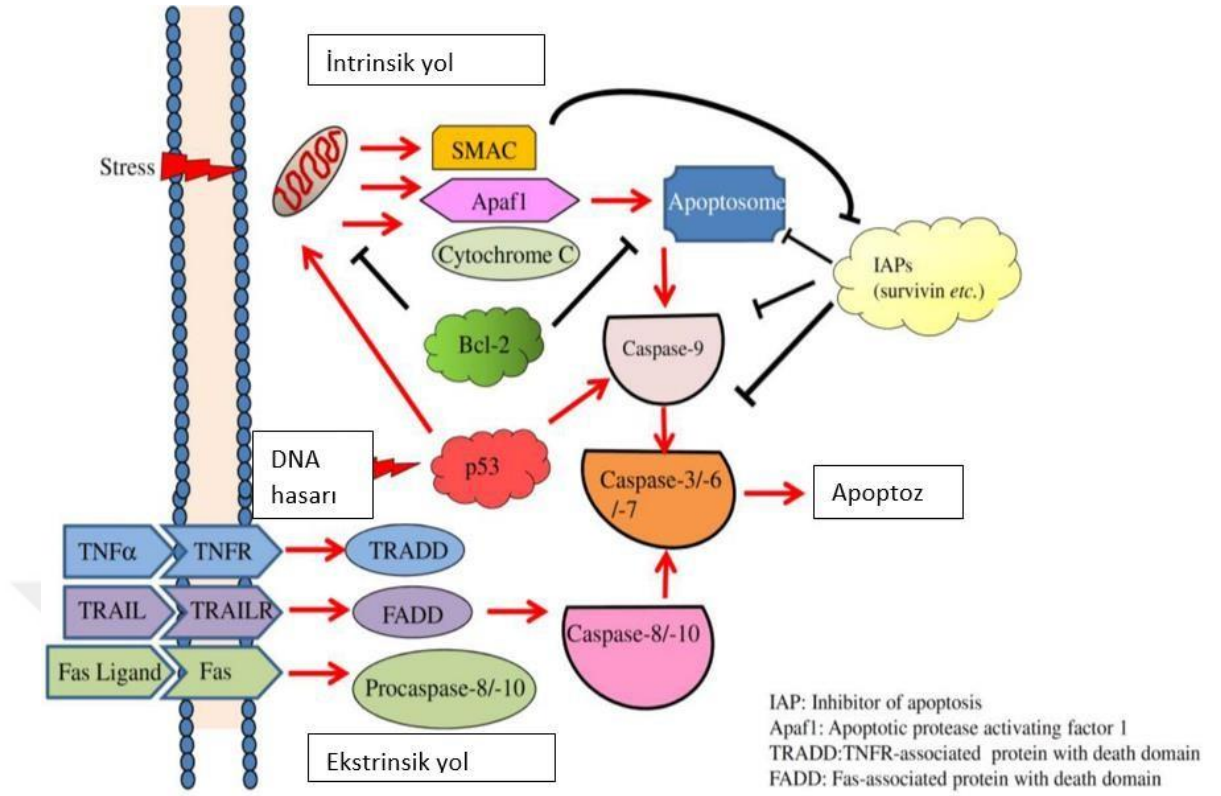 İntrinsik yol
Stress
SMAC
Apaf1
Apoptosome
Cytochrome C
IAPs
(survivin etc.)
Bcl-2
Caspase-9
DNA
hasarı
p53
Caspase-3/-6
/-7
Apoptoz
TNFα
TNFR
TRADD
TRAIL
TRAILR
FADD
Caspase-8/-10
Fas Ligand
Fas
Procaspase-8/-10
Ekstrinsik yol
IAP: Inhibitor of apoptosis
Apaf1: Apoptotic protease activating factor 1
TRADD:TNFR-associated protein with death domain
FADD: Fas-associated protein with death domain